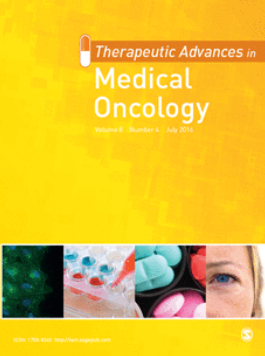 Therapeutic Advances in
Medical
Oncology
Volume 8 Number 4 July 2016